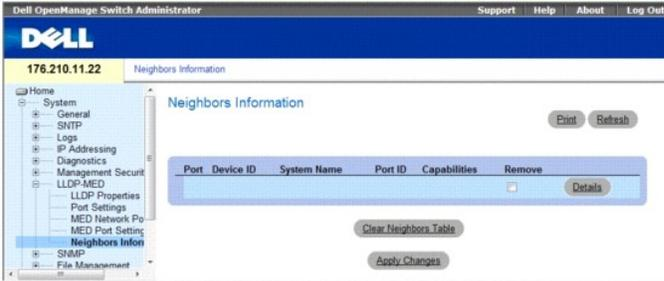 Dell OpenManage Switch Administrator
Support Help About Log Out
DELL
176.210.11.22
Neighbors Information
Home
System
General
SNTP
Logs
IP Addressing
Diagnostics
Management Securit
LLDP-MED
LLDP Properties
Port Settings
MED Network Po
MED Port Setting
Neighbors Inforn
SNMP
File Management
Neighbors Information
Print Refresh
Port Device ID System Name Port ID Capabilities Remove
Details
Clear Neighbors Table
Apply Changes